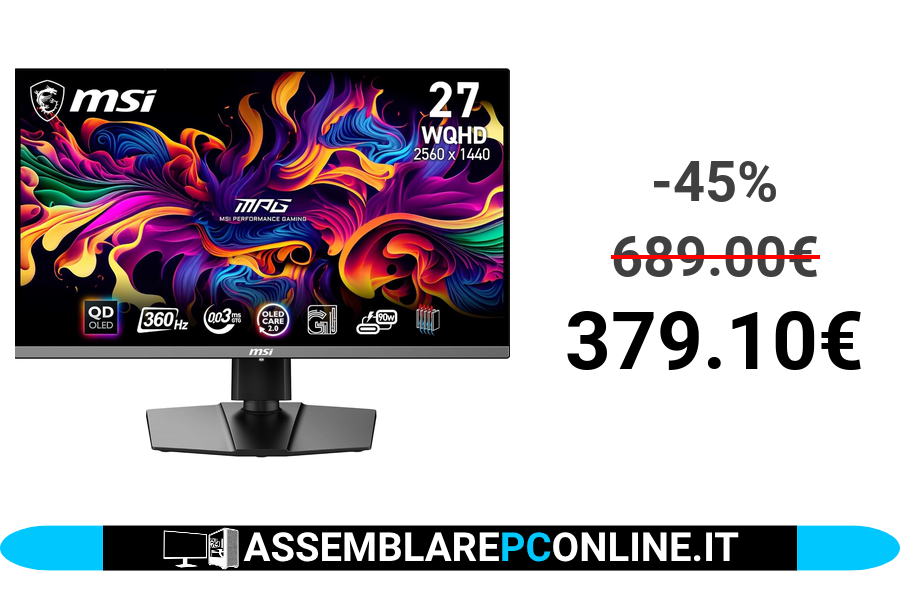 msi
27
WQHD
2560 x 1440
MPG
MSI PERFORMANCE GAMING
QD
OLED
360Hz
0,03ms
GTG
OLED
CARE
2.0
90W
msi
-45%
689.00€
379.10€
ASSEMBLAREPCONLINE.IT